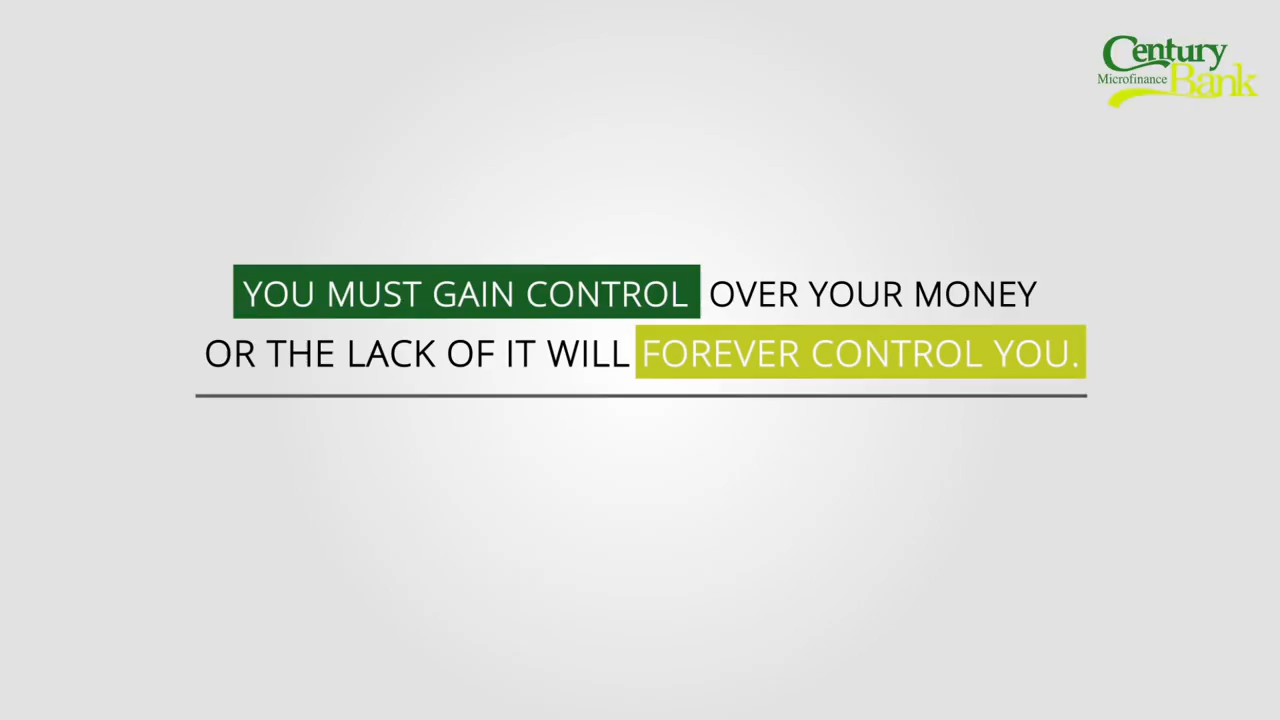 Century
Microfinance Bank
YOU MUST GAIN CONTROL OVER YOUR MONEY
OR THE LACK OF IT WILL FOREVER CONTROL YOU.